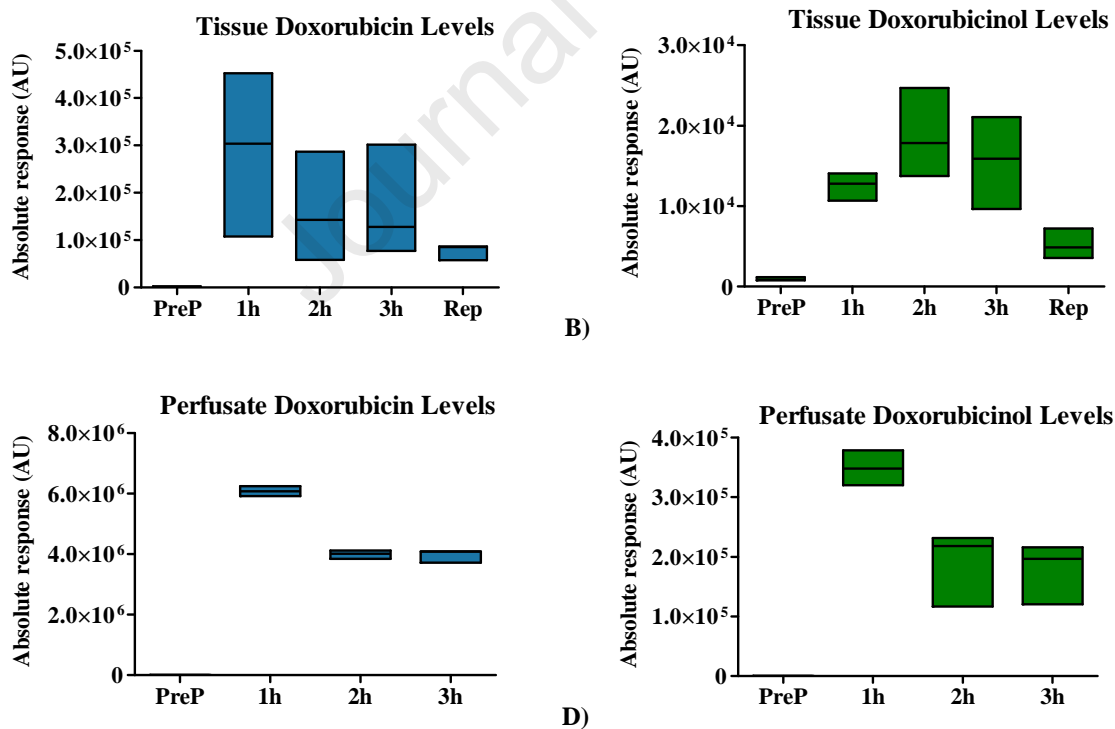 Tissue Doxorubicin Levels
Absolute response (AU)
5.0×10⁵
4.0×10⁵
3.0×10⁵
2.0×10⁵
1.0×10⁵
0
PreP 1h 2h 3h Rep
B)
Tissue Doxorubicinol Levels
Absolute response (AU)
3.0×10⁴
2.0×10⁴
1.0×10⁴
0
PreP 1h 2h 3h Rep
Journal
Perfusate Doxorubicin Levels
Absolute response (AU)
8.0×10⁶
6.0×10⁶
4.0×10⁶
2.0×10⁶
0
PreP 1h 2h 3h
D)
Perfusate Doxorubicinol Levels
Absolute response (AU)
4.0×10⁵
3.0×10⁵
2.0×10⁵
1.0×10⁵
0
PreP 1h 2h 3h